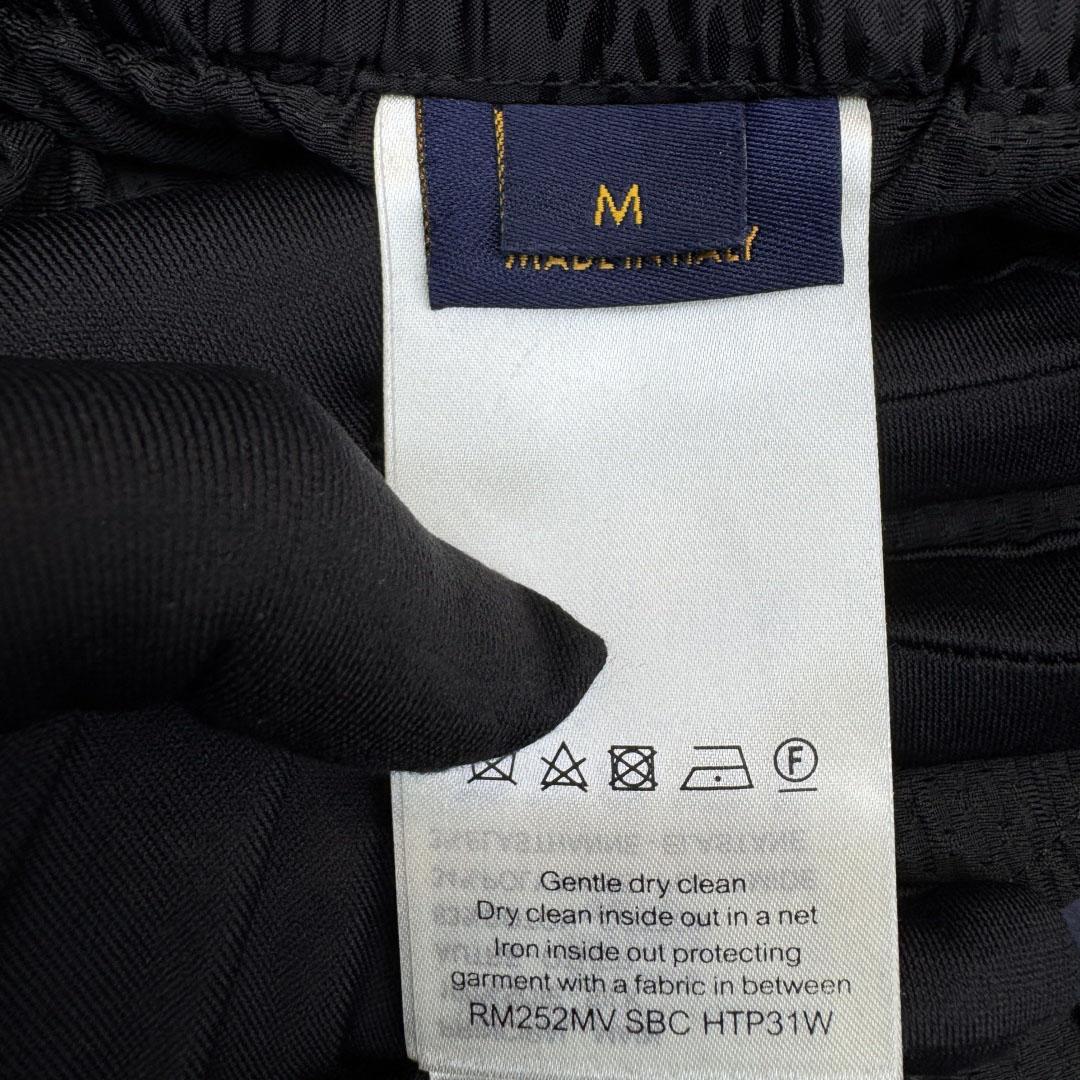 M
MADE IN ITALY
F
Gentle dry clean
Dry clean inside out in a net
Iron inside out protecting
garment with a fabric in between
RM252MV SBC HTP31W